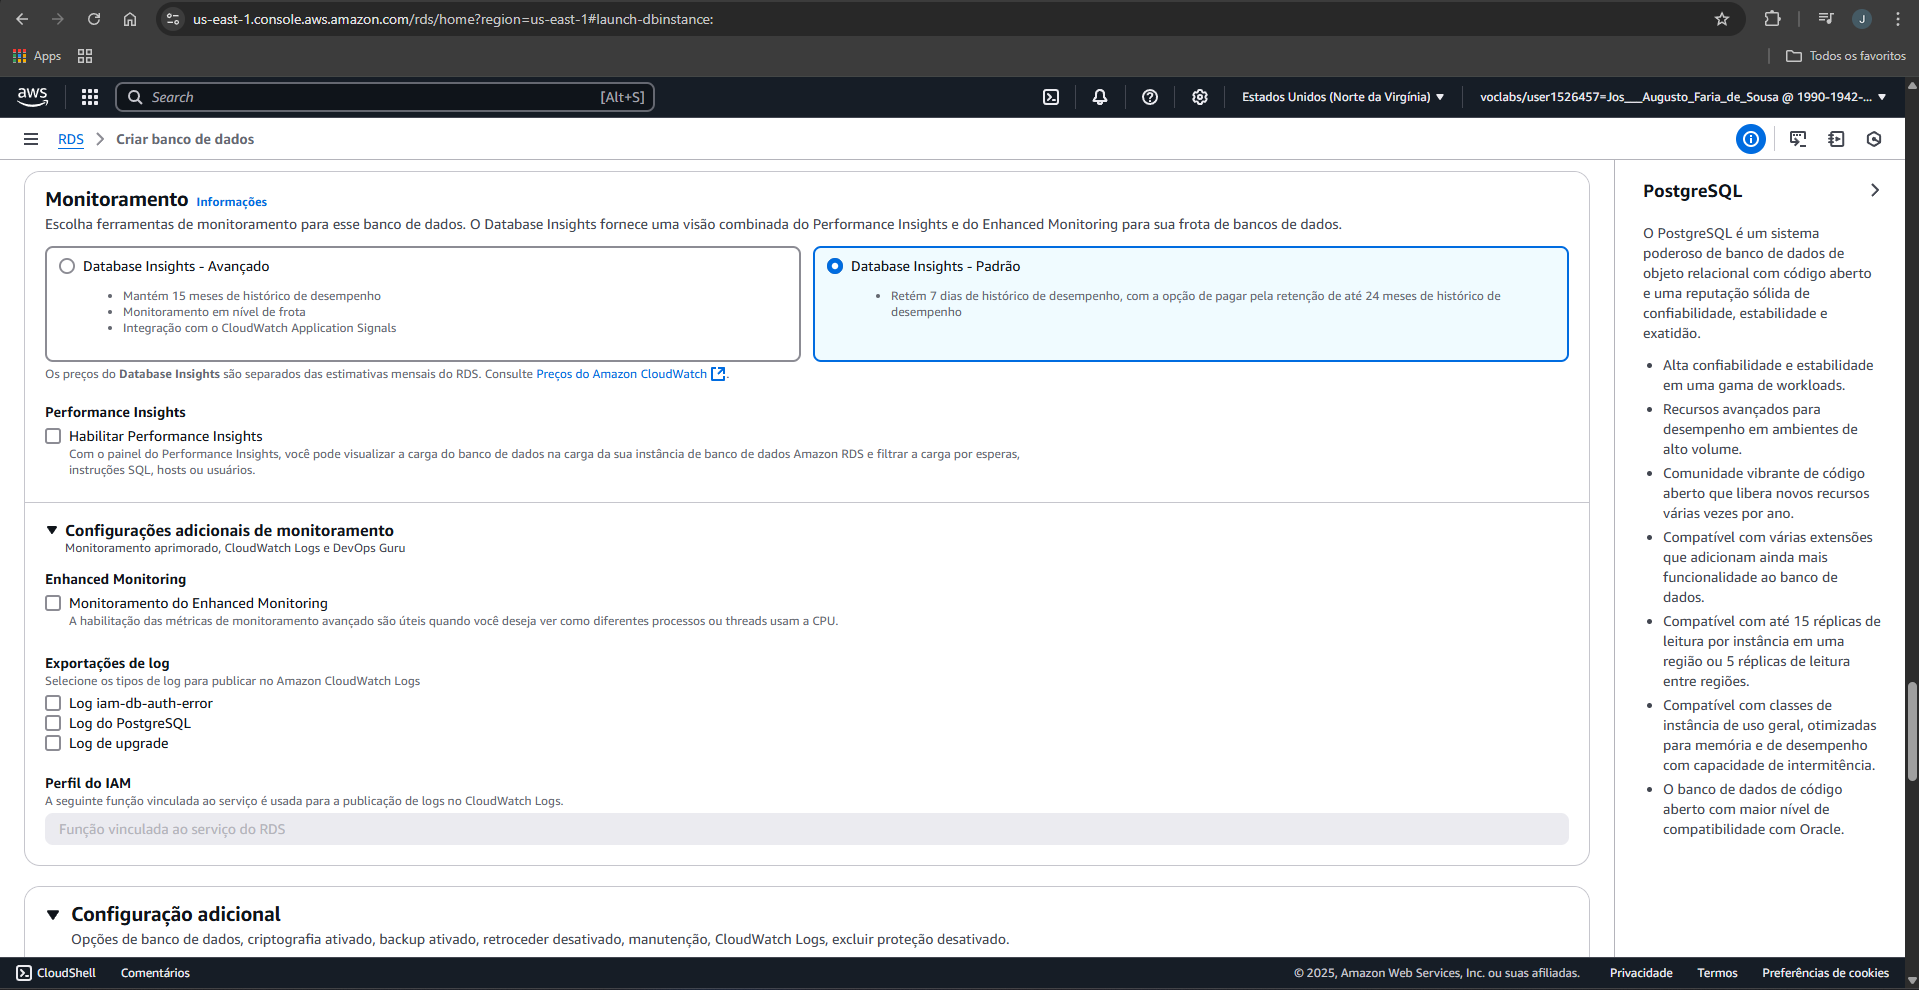 us-east-1.console.aws.amazon.com/rds/home?region=us-east-1#launch-dbinstance:
J
Apps
Todos os favoritos
aws
Search
[Alt+S]
Estados Unidos (Norte da Virgínia)
voclabs/user1526457=Jos___Augusto_Faria_de_Sousa @ 1990-1942-...
RDS
Criar banco de dados
Monitoramento Informações
Escolha ferramentas de monitoramento para esse banco de dados. O Database Insights fornece uma visão combinada do Performance Insights e do Enhanced Monitoring para sua frota de bancos de dados.
Database Insights - Avançado
• Mantém 15 meses de histórico de desempenho
• Monitoramento em nível de frota
• Integração com o CloudWatch Application Signals
Database Insights - Padrão
• Retém 7 dias de histórico de desempenho, com a opção de pagar pela retenção de até 24 meses de histórico de
desempenho
Os preços do Database Insights são separados das estimativas mensais do RDS. Consulte Preços do Amazon CloudWatch.
Performance Insights
Habilitar Performance Insights
Com o painel do Performance Insights, você pode visualizar a carga do banco de dados na carga da sua instância de banco de dados Amazon RDS e filtrar a carga por esperas,
instruções SQL, hosts ou usuários.
Configurações adicionais de monitoramento
Monitoramento aprimorado, CloudWatch Logs e DevOps Guru
Enhanced Monitoring
Monitoramento do Enhanced Monitoring
A habilitação das métricas de monitoramento avançado são úteis quando você deseja ver como diferentes processos ou threads usam a CPU.
Exportações de log
Selecione os tipos de log para publicar no Amazon CloudWatch Logs
Log iam-db-auth-error
Log do PostgreSQL
Log de upgrade
Perfil do IAM
A seguinte função vinculada ao serviço é usada para a publicação de logs no CloudWatch Logs.
Função vinculada ao serviço do RDS
Configuração adicional
Opções de banco de dados, criptografia ativado, backup ativado, retroceder desativado, manutenção, CloudWatch Logs, excluir proteção desativado.
PostgreSQL
O PostgreSQL é um sistema
poderoso de banco de dados de
objeto relacional com código aberto
e uma reputação sólida de
confiabilidade, estabilidade e
exatidão.
• Alta confiabilidade e estabilidade
em uma gama de workloads.
• Recursos avançados para
desempenho em ambientes de
alto volume.
• Comunidade vibrante de código
aberto que libera novos recursos
várias vezes por ano.
• Compatível com várias extensões
que adicionam ainda mais
funcionalidade ao banco de
dados.
• Compatível com até 15 réplicas de
leitura por instância em uma
região ou 5 réplicas de leitura
entre regiões.
• Compatível com classes de
instância de uso geral, otimizadas
para memória e de desempenho
com capacidade de intermitência.
• O banco de dados de código
aberto com maior nível de
compatibilidade com Oracle.
CloudShell
Comentários
© 2025, Amazon Web Services, Inc. ou suas afiliadas.
Privacidade
Termos
Preferências de cookies